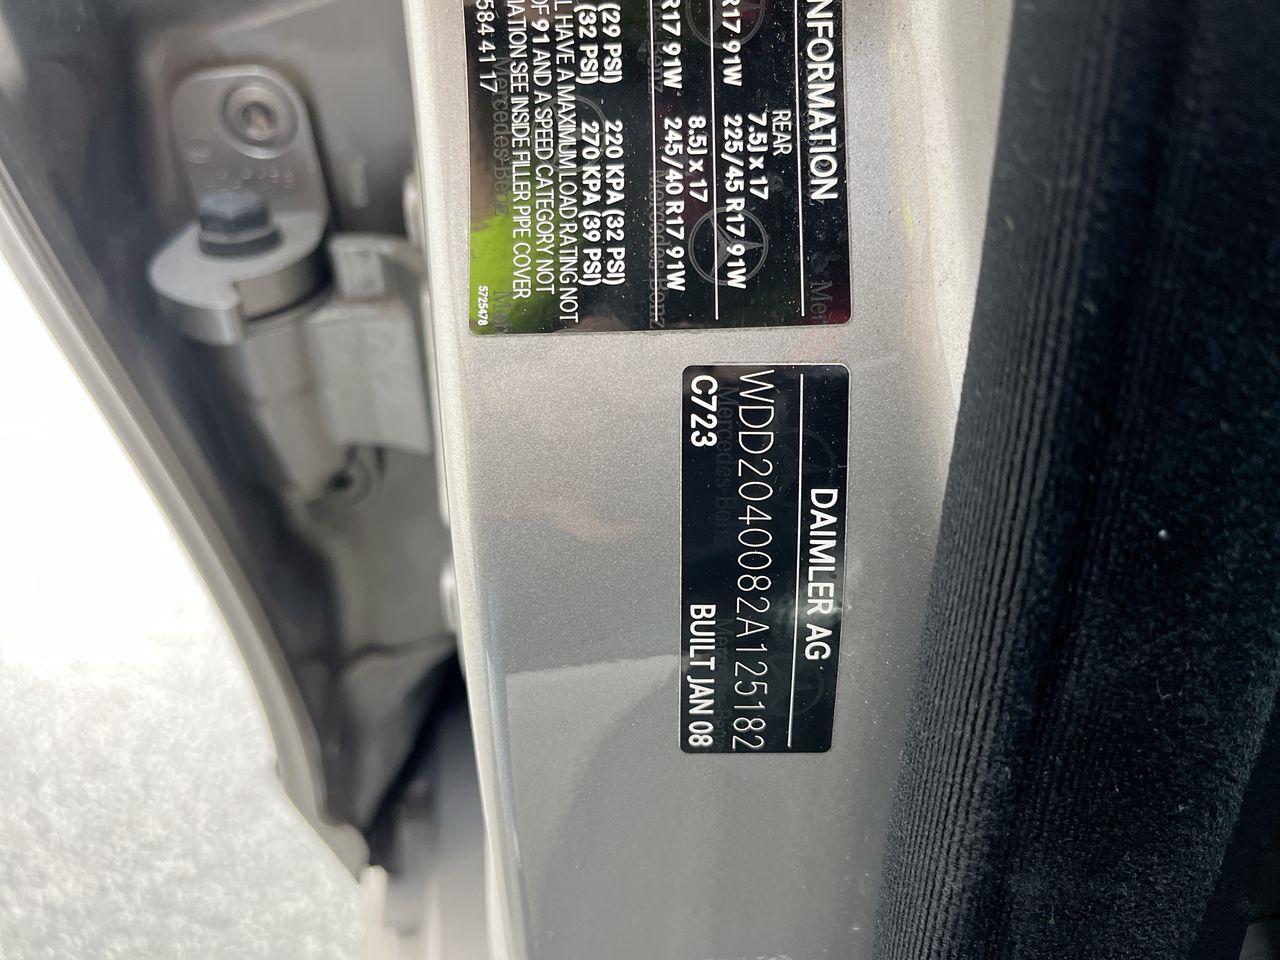 NFORMATION
REAR
7.5J x 17
R17 91W 225/45 R17 91W
8.5J x 17
R17 91W 245/40 R17 91W
(29 PSI) 220 KPA (32 PSI)
(32 PSI) 270 KPA (39 PSI)
HAVE A MAXIMUM LOAD RATING NOT
OF 91 AND A SPEED CATEGORY NOT
SEE INSIDE FILLER PIPE COVER
584 41 17
5725478
DAIMLER AG
WDD2040082A125182
C723 BUILT JAN 08